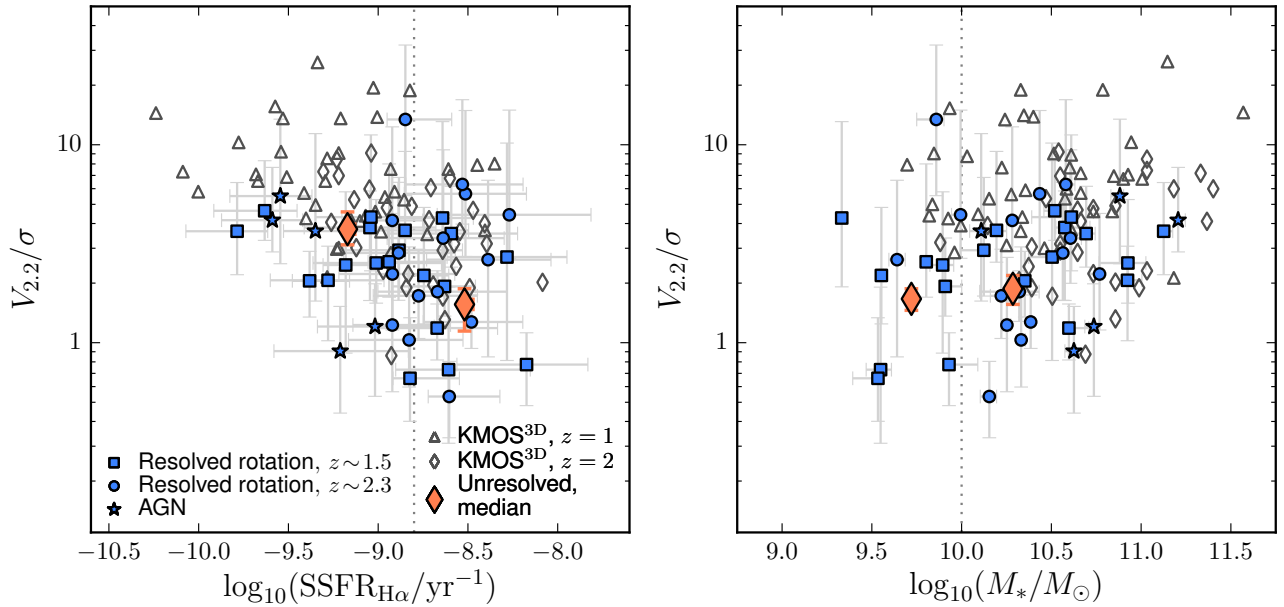 10
1
V₂.₂/σ
Resolved rotation, z∼1.5
Resolved rotation, z∼2.3
AGN
KMOS³ᴰ, z = 1
KMOS³ᴰ, z = 2
Unresolved,
median
−10.5 −10.0 −9.5 −9.0 −8.5 −8.0
log₁₀(SSFR_Hα/yr⁻¹)
10
1
V₂.₂/σ
9.0 9.5 10.0 10.5 11.0 11.5
log₁₀(M∗/M⊙)